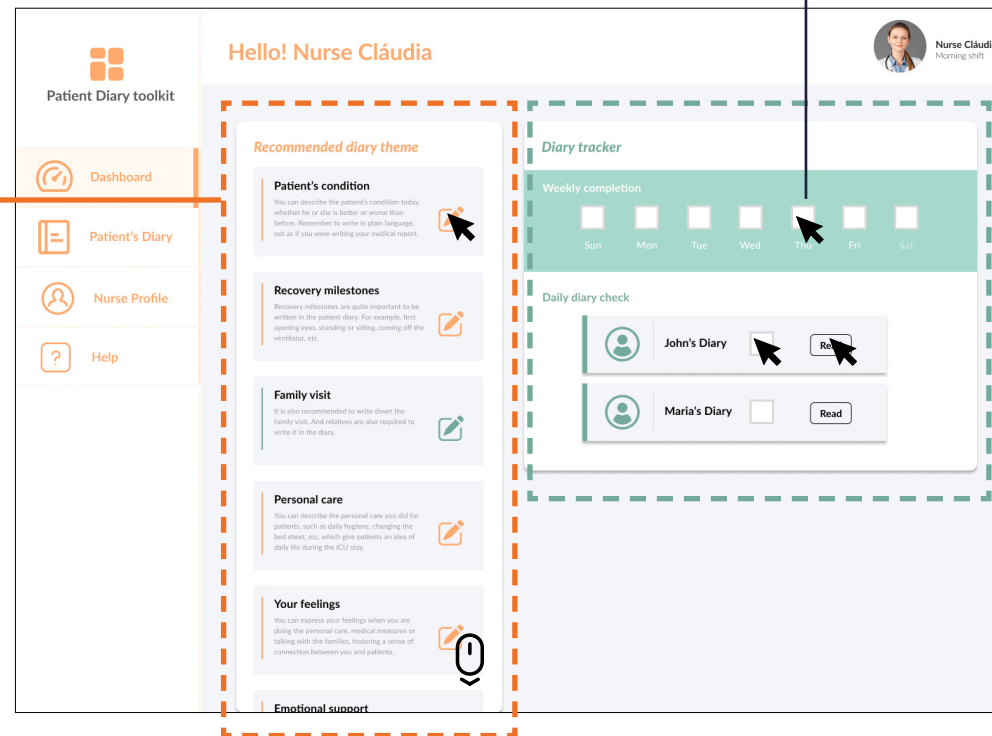 Hello! Nurse Cláudia
Nurse Cláudi
Morning shift
Patient Diary toolkit
Dashboard
Patient's Diary
Nurse Profile
Help
Recommended diary theme
Patient's condition
You can describe the patient's condition today,
whether he or she is better or worse than
before. Remember to write in plain language,
not as if you were writing your medical report.
Recovery milestones
Recovery milestones are quite important to be
written in the patient diary. For example, first
opening eyes, standing or sitting, coming off the
ventilator, etc.
Family visit
It is also recommended to write down the
family visit. And relatives are also required to
write it in the diary.
Personal care
You can describe the personal care you did for
patients, such as daily hygiene, changing the
bed sheet, etc, which give patients an idea of
daily life during the ICU stay.
Your feelings
You can express your feelings when you are
doing the personal care, medical measures or
talking with the families, fostering a sense of
connection between you and patients.
Emotional support
Diary tracker
Weekly completion
Sun Mon Tue Wed Thu Fri Sat
Daily diary check
John's Diary Read
Maria's Diary Read